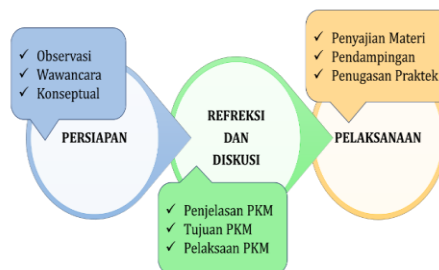 ✓ Observasi
✓ Wawancara
✓ Konseptual
PERSIAPAN
REFREKSI
DAN
DISKUSI
✓ Penjelasan PKM
✓ Tujuan PKM
✓ Pelaksaan PKM
✓ Penyajian Materi
✓ Pendampingan
✓ Penugasan Praktek
PELAKSANAAN